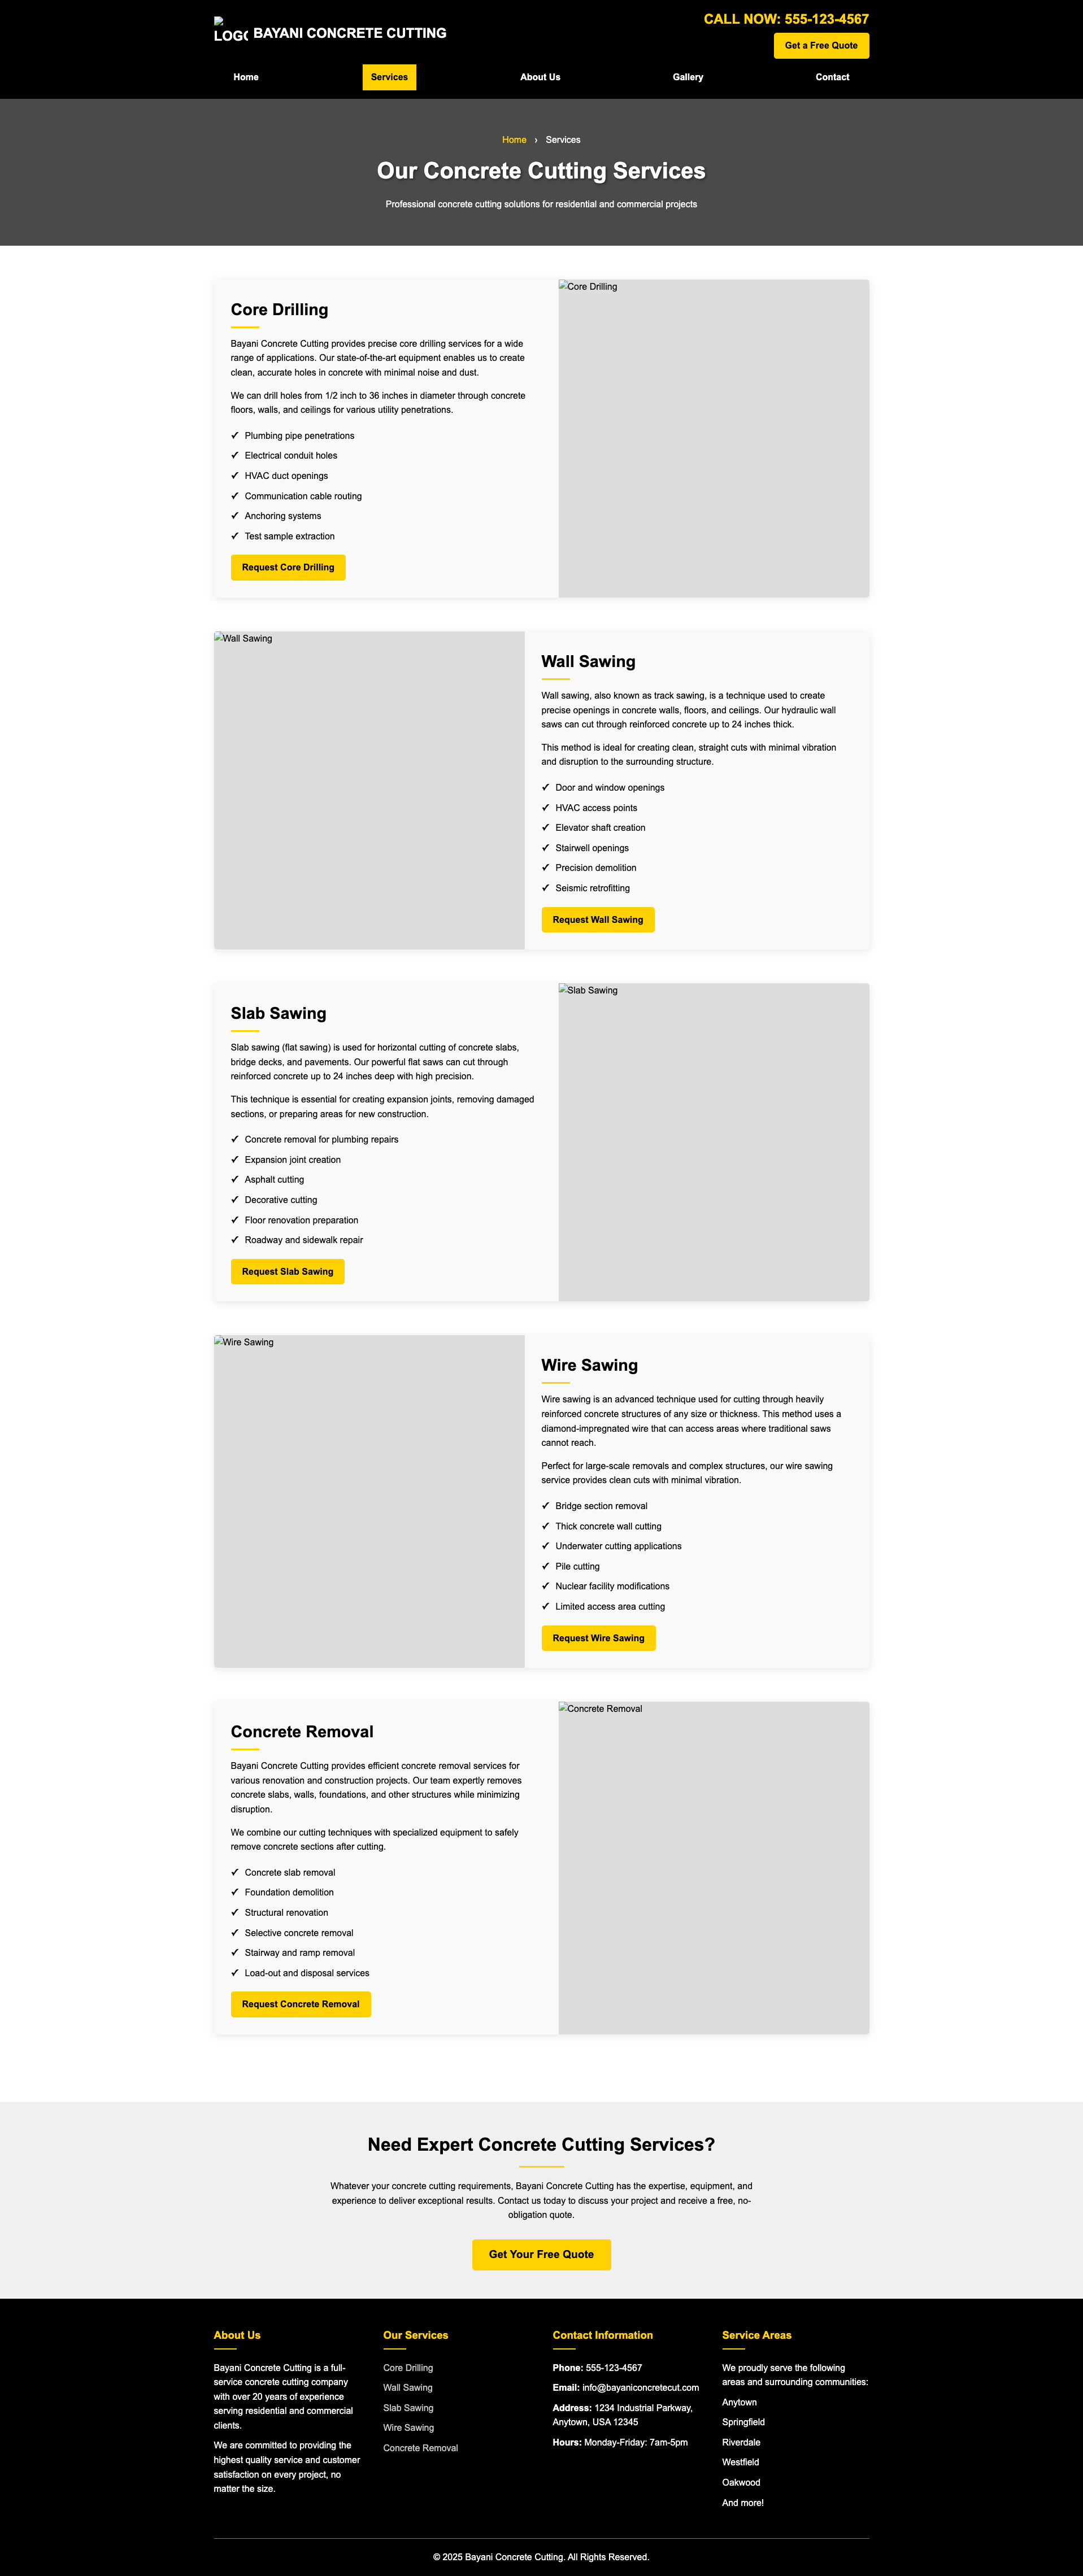 LOGO
BAYANI CONCRETE CUTTING
CALL NOW: 555-123-4567
Get a Free Quote
Home
Services
About Us
Gallery
Contact
Home › Services
Our Concrete Cutting Services
Professional concrete cutting solutions for residential and commercial projects
Core Drilling
Bayani Concrete Cutting provides precise core drilling services for a wide
range of applications. Our state-of-the-art equipment enables us to create
clean, accurate holes in concrete with minimal noise and dust.
We can drill holes from 1/2 inch to 36 inches in diameter through concrete
floors, walls, and ceilings for various utility penetrations.
✓ Plumbing pipe penetrations
✓ Electrical conduit holes
✓ HVAC duct openings
✓ Communication cable routing
✓ Anchoring systems
✓ Test sample extraction
Request Core Drilling
Core Drilling
Wall Sawing
Wall Sawing
Wall sawing, also known as track sawing, is a technique used to create
precise openings in concrete walls, floors, and ceilings. Our hydraulic wall
saws can cut through reinforced concrete up to 24 inches thick.
This method is ideal for creating clean, straight cuts with minimal vibration
and disruption to the surrounding structure.
✓ Door and window openings
✓ HVAC access points
✓ Elevator shaft creation
✓ Stairwell openings
✓ Precision demolition
✓ Seismic retrofitting
Request Wall Sawing
Slab Sawing
Slab sawing (flat sawing) is used for horizontal cutting of concrete slabs,
bridge decks, and pavements. Our powerful flat saws can cut through
reinforced concrete up to 24 inches deep with high precision.
This technique is essential for creating expansion joints, removing damaged
sections, or preparing areas for new construction.
✓ Concrete removal for plumbing repairs
✓ Expansion joint creation
✓ Asphalt cutting
✓ Decorative cutting
✓ Floor renovation preparation
✓ Roadway and sidewalk repair
Request Slab Sawing
Slab Sawing
Wire Sawing
Wire Sawing
Wire sawing is an advanced technique used for cutting through heavily
reinforced concrete structures of any size or thickness. This method uses a
diamond-impregnated wire that can access areas where traditional saws
cannot reach.
Perfect for large-scale removals and complex structures, our wire sawing
service provides clean cuts with minimal vibration.
✓ Bridge section removal
✓ Thick concrete wall cutting
✓ Underwater cutting applications
✓ Pile cutting
✓ Nuclear facility modifications
✓ Limited access area cutting
Request Wire Sawing
Concrete Removal
Bayani Concrete Cutting provides efficient concrete removal services for
various renovation and construction projects. Our team expertly removes
concrete slabs, walls, foundations, and other structures while minimizing
disruption.
We combine our cutting techniques with specialized equipment to safely
remove concrete sections after cutting.
✓ Concrete slab removal
✓ Foundation demolition
✓ Structural renovation
✓ Selective concrete removal
✓ Stairway and ramp removal
✓ Load-out and disposal services
Request Concrete Removal
Concrete Removal
Need Expert Concrete Cutting Services?
Whatever your concrete cutting requirements, Bayani Concrete Cutting has the expertise, equipment, and
experience to deliver exceptional results. Contact us today to discuss your project and receive a free, no-
obligation quote.
Get Your Free Quote
About Us
Bayani Concrete Cutting is a full-
service concrete cutting company
with over 20 years of experience
serving residential and commercial
clients.
We are committed to providing the
highest quality service and customer
satisfaction on every project, no
matter the size.
Our Services
Core Drilling
Wall Sawing
Slab Sawing
Wire Sawing
Concrete Removal
Contact Information
Phone: 555-123-4567
Email: info@bayaniconcretecut.com
Address: 1234 Industrial Parkway,
Anytown, USA 12345
Hours: Monday-Friday: 7am-5pm
Service Areas
We proudly serve the following
areas and surrounding communities:
Anytown
Springfield
Riverdale
Westfield
Oakwood
And more!
© 2025 Bayani Concrete Cutting. All Rights Reserved.